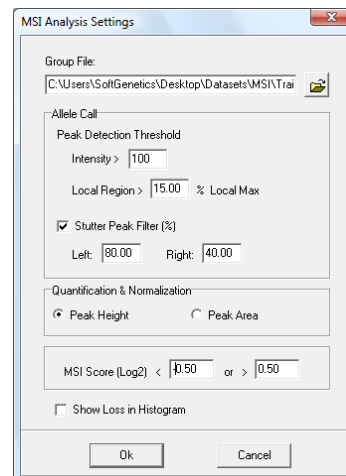 MSI Analysis Settings
Group File:
C:\Users\SoftGenetics\Desktop\Datasets\MSI\Trai
Allele Call
Peak Detection Threshold
Intensity > 100
Local Region > 15.00 % Local Max
Stutter Peak Filter (%)
Left: 80.00 Right: 40.00
Quantification & Normalization
Peak Height Peak Area
MSI Score (Log2) < -0.50 or > 0.50
Show Loss in Histogram
Ok Cancel